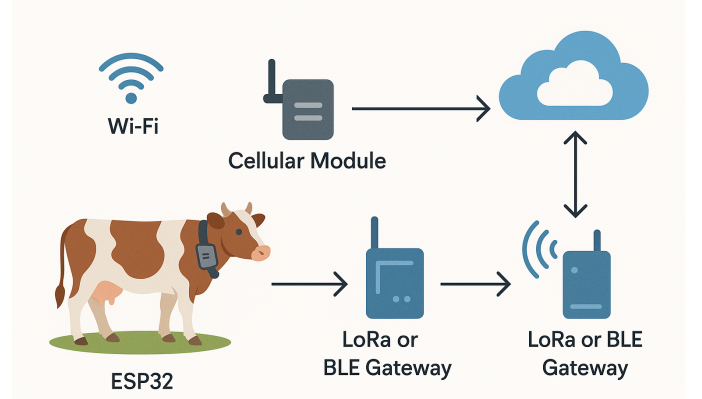 Wi-Fi
Cellular Module
ESP32
LoRa or
BLE Gateway
LoRa or BLE
Gateway